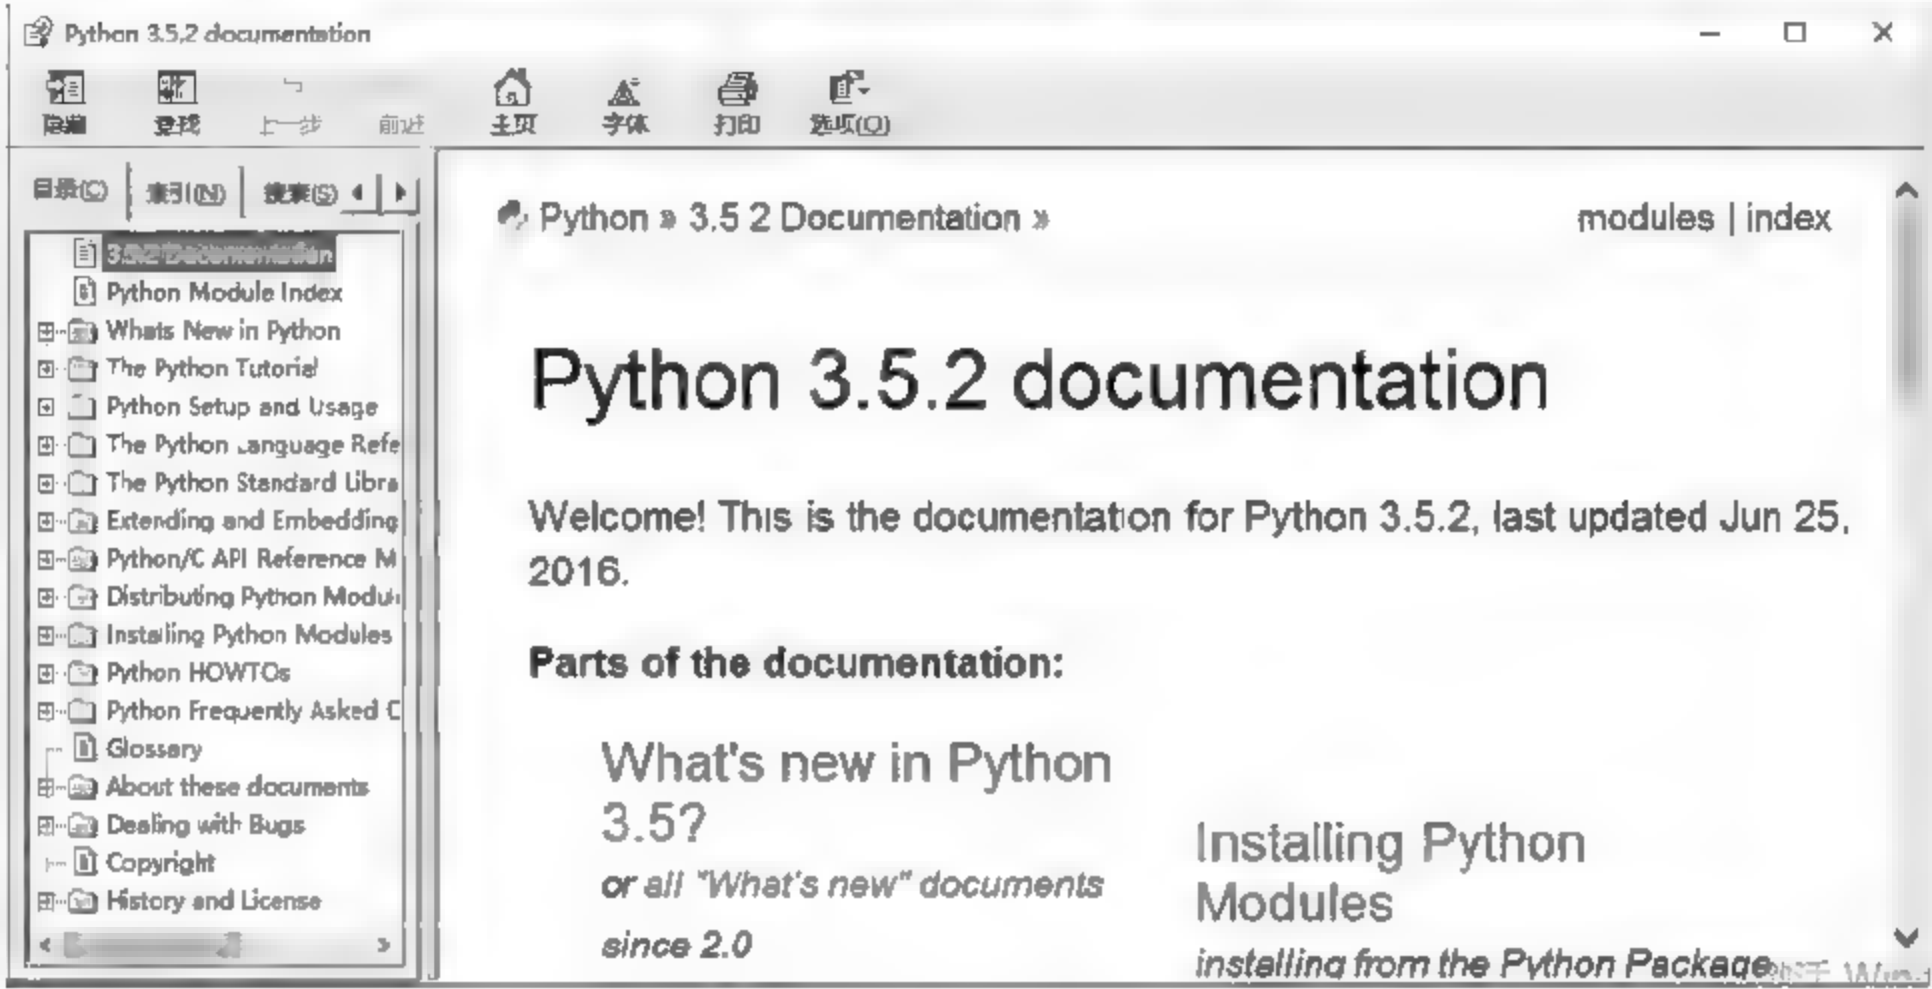 Python 3.5.2 documentation
隐藏 查找 上一步 前进 主页 字体 打印 选项(O)
目录(C) 索引(N) 搜索(S)
3.5.2 Documentation
Python Module Index
Whats New in Python
The Python Tutorial
Python Setup and Usage
The Python Language Refe
The Python Standard Libra
Extending and Embedding
Python/C API Reference M
Distributing Python Modul
Installing Python Modules
Python HOWTOs
Python Frequently Asked
Glossary
About these documents
Dealing with Bugs
Copyright
History and License
Python » 3.5 2 Documentation »
modules | index
Python 3.5.2 documentation
Welcome! This is the documentation for Python 3.5.2, last updated Jun 25,
2016.
Parts of the documentation:
What's new in Python
3.5?
or all "What's new" documents
since 2.0
Installing Python
Modules
installing from the Python Package